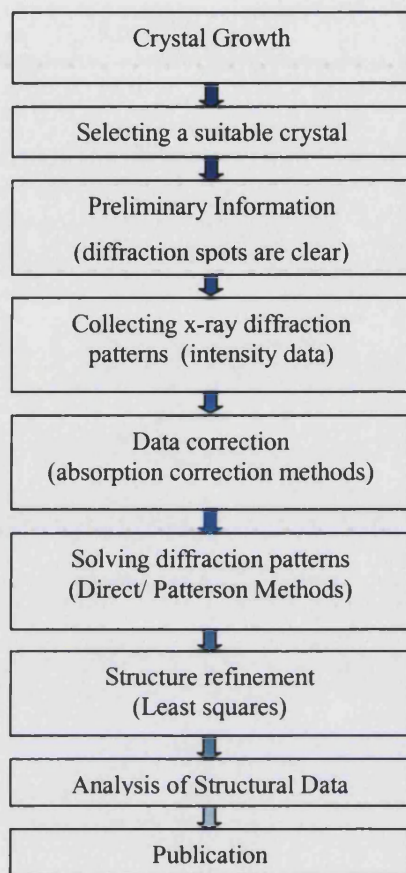 Crystal Growth
Selecting a suitable crystal
Preliminary Information
(diffraction spots are clear)
Collecting x-ray diffraction
patterns (intensity data)
Data correction
(absorption correction methods)
Solving diffraction patterns
(Direct/ Patterson Methods)
Structure refinement
(Least squares)
Analysis of Structural Data
Publication